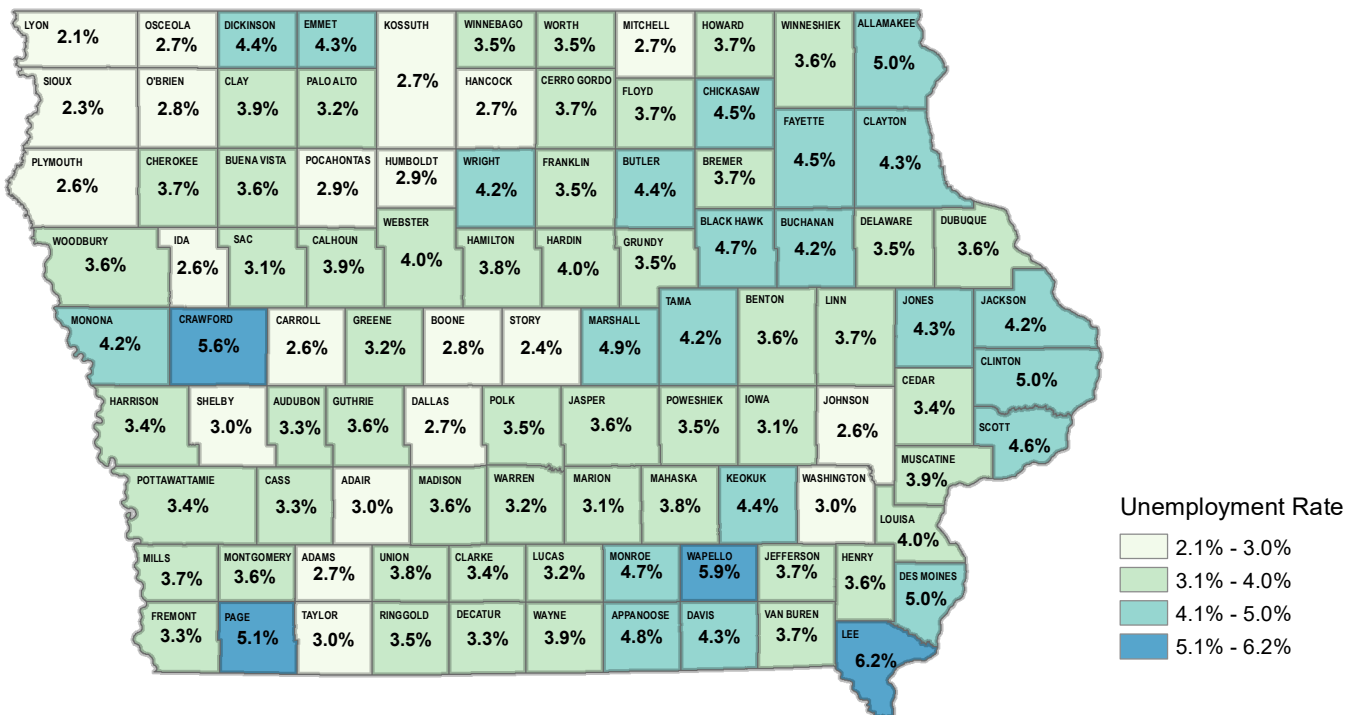 LYON
2.1%
OSCEOLA
2.7%
DICKINSON
4.4%
EMMET
4.3%
KOSSUTH
2.7%
WINNEBAGO
3.5%
WORTH
3.5%
MITCHELL
2.7%
HOWARD
3.7%
WINNESHIEK
3.6%
ALLAMAKEE
5.0%
SIOUX
2.3%
O'BRIEN
2.8%
CLAY
3.9%
PALO ALTO
3.2%
HANCOCK
2.7%
CERRO GORDO
3.7%
FLOYD
3.7%
CHICKASAW
4.5%
FAYETTE
4.5%
CLAYTON
4.3%
PLYMOUTH
2.6%
CHEROKEE
3.7%
BUENA VISTA
3.6%
POCAHONTAS
2.9%
HUMBOLDT
2.9%
WRIGHT
4.2%
FRANKLIN
3.5%
BUTLER
4.4%
BREMER
3.7%
WOODBURY
3.6%
IDA
2.6%
SAC
3.1%
CALHOUN
3.9%
WEBSTER
4.0%
HAMILTON
3.8%
HARDIN
4.0%
GRUNDY
3.5%
BLACK HAWK
4.7%
BUCHANAN
4.2%
DELAWARE
3.5%
DUBUQUE
3.6%
MONONA
4.2%
CRAWFORD
5.6%
CARROLL
2.6%
GREENE
3.2%
BOONE
2.8%
STORY
2.4%
MARSHALL
4.9%
TAMA
4.2%
BENTON
3.6%
LINN
3.7%
JONES
4.3%
JACKSON
4.2%
CLINTON
5.0%
HARRISON
3.4%
SHELBY
3.0%
AUDUBON
3.3%
GUTHRIE
3.6%
DALLAS
2.7%
POLK
3.5%
JASPER
3.6%
POWESHIEK
3.5%
IOWA
3.1%
JOHNSON
2.6%
CEDAR
3.4%
SCOTT
4.6%
MUSCATINE
3.9%
POTTAWATTAMIE
3.4%
CASS
3.3%
ADAIR
3.0%
MADISON
3.6%
WARREN
3.2%
MARION
3.1%
MAHASKA
3.8%
KEOKUK
4.4%
WASHINGTON
3.0%
LOUISA
4.0%
MILLS
3.7%
MONTGOMERY
3.6%
ADAMS
2.7%
UNION
3.8%
CLARKE
3.4%
LUCAS
3.2%
MONROE
4.7%
WAPELLO
5.9%
JEFFERSON
3.7%
HENRY
3.6%
DES MOINES
5.0%
FREMONT
3.3%
PAGE
5.1%
TAYLOR
3.0%
RINGGOLD
3.5%
DECATUR
3.3%
WAYNE
3.9%
APPANOOSE
4.8%
DAVIS
4.3%
VAN BUREN
3.7%
LEE
6.2%
Unemployment Rate
2.1% - 3.0%
3.1% - 4.0%
4.1% - 5.0%
5.1% - 6.2%